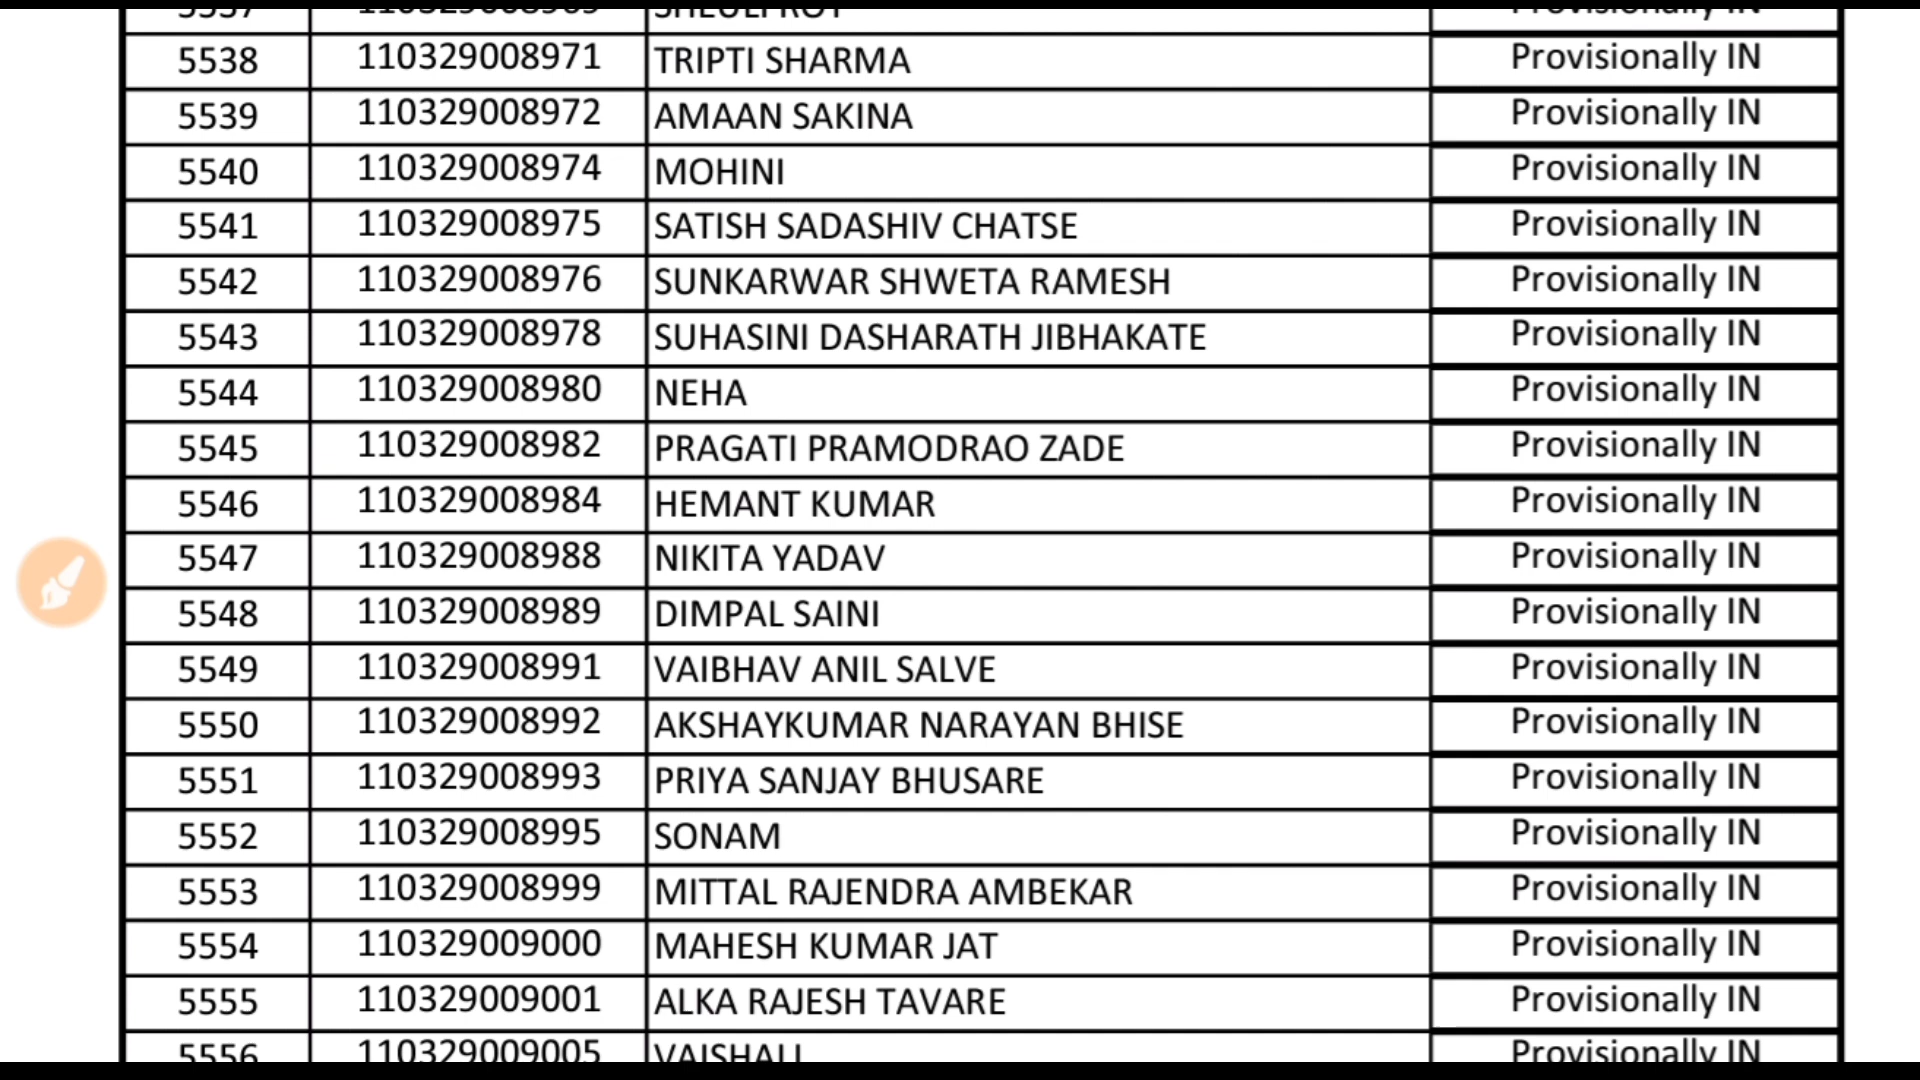 5538 110329008971 TRIPTI SHARMA Provisionally IN
5539 110329008972 AMAAN SAKINA Provisionally IN
5540 110329008974 MOHINI Provisionally IN
5541 110329008975 SATISH SADASHIV CHATSE Provisionally IN
5542 110329008976 SUNKARWAR SHWETA RAMESH Provisionally IN
5543 110329008978 SUHASINI DASHARATH JIBHAKATE Provisionally IN
5544 110329008980 NEHA Provisionally IN
5545 110329008982 PRAGATI PRAMODRAO ZADE Provisionally IN
5546 110329008984 HEMANT KUMAR Provisionally IN
5547 110329008988 NIKITA YADAV Provisionally IN
5548 110329008989 DIMPAL SAINI Provisionally IN
5549 110329008991 VAIBHAV ANIL SALVE Provisionally IN
5550 110329008992 AKSHAYKUMAR NARAYAN BHISE Provisionally IN
5551 110329008993 PRIYA SANJAY BHUSARE Provisionally IN
5552 110329008995 SONAM Provisionally IN
5553 110329008999 MITTAL RAJENDRA AMBEKAR Provisionally IN
5554 110329009000 MAHESH KUMAR JAT Provisionally IN
5555 110329009001 ALKA RAJESH TAVARE Provisionally IN
5556 110329009005 VAISHALI Provisionally IN